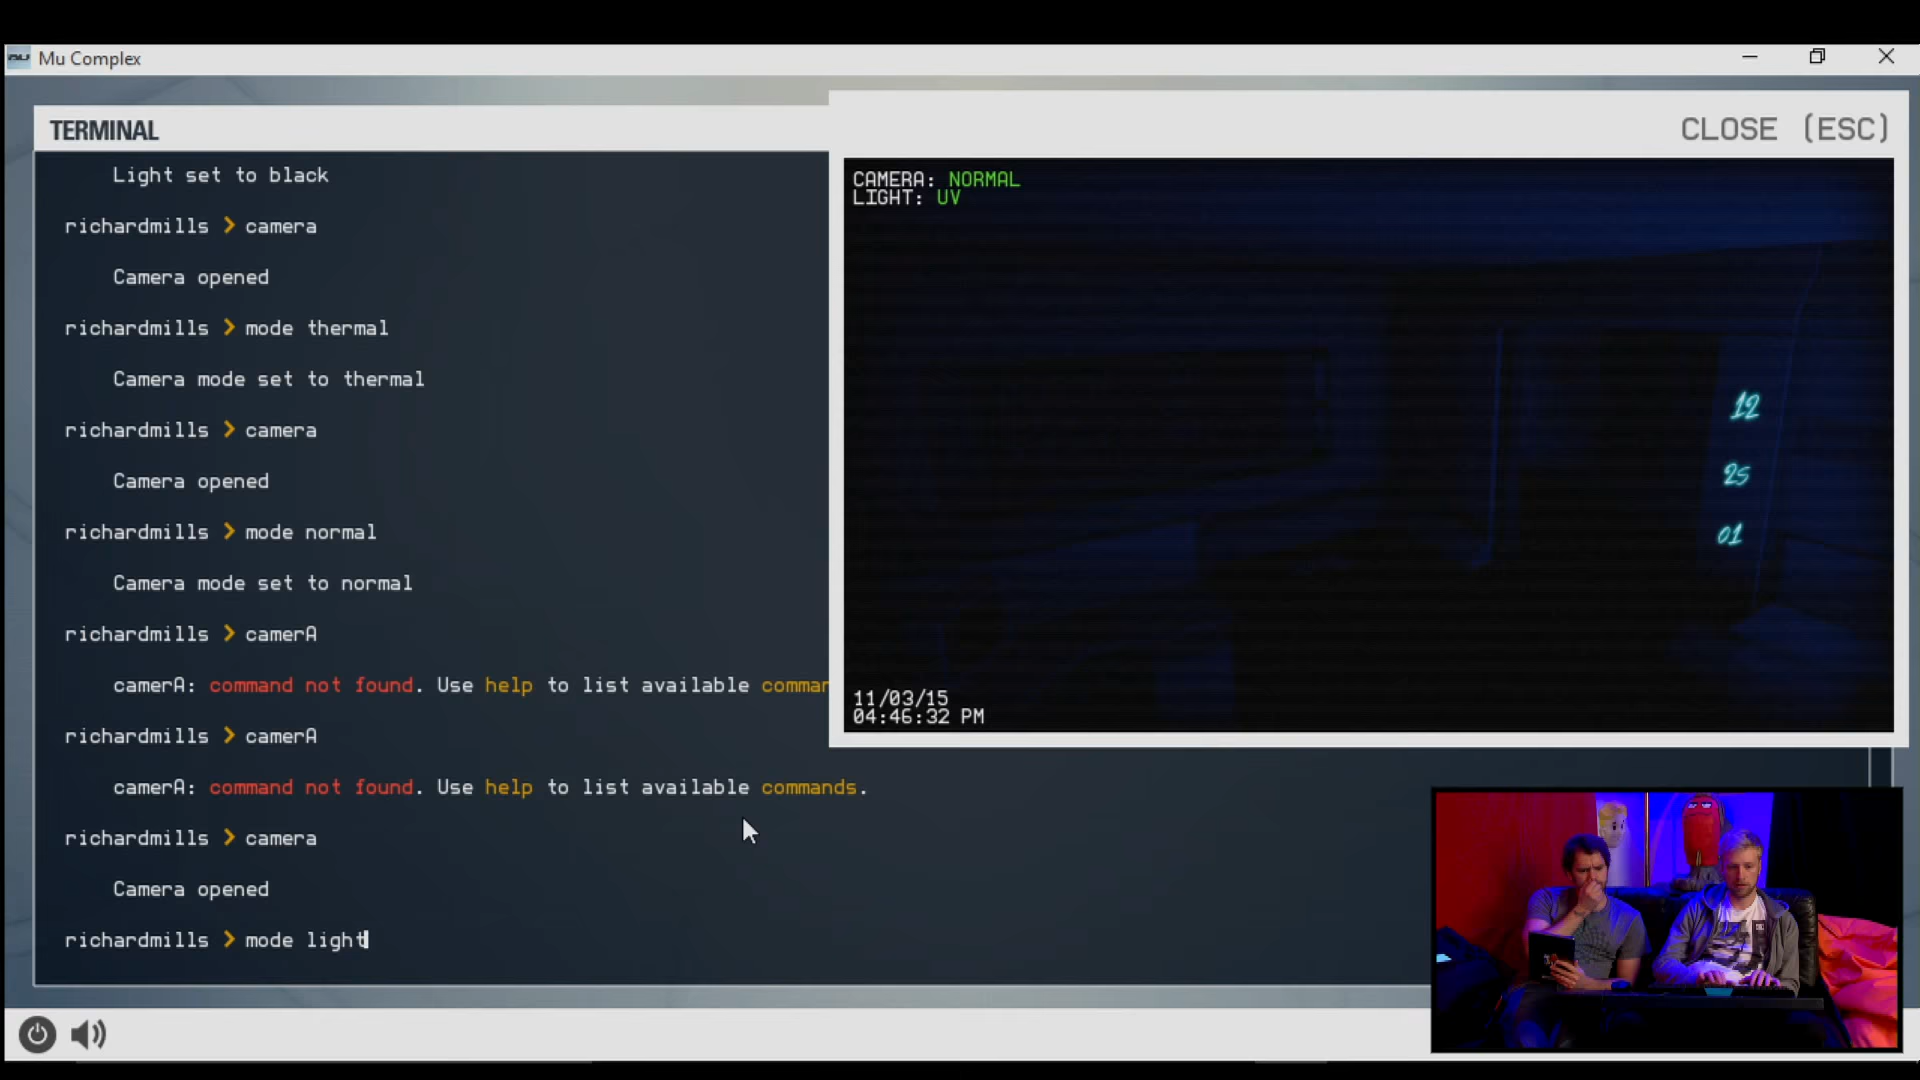 Mu Complex
TERMINAL
CLOSE (ESC)
Light set to black
richardmills > camera
Camera opened
richardmills > mode thermal
Camera mode set to thermal
richardmills > camera
Camera opened
richardmills > mode normal
Camera mode set to normal
richardmills > camerA
camerA: command not found. Use help to list available comman
richardmills > camerA
camerA: command not found. Use help to list available commands.
richardmills > camera
Camera opened
richardmills > mode light
CAMERA: NORMAL
LIGHT: UV
12
25
01
11/03/15
04:46:32 PM